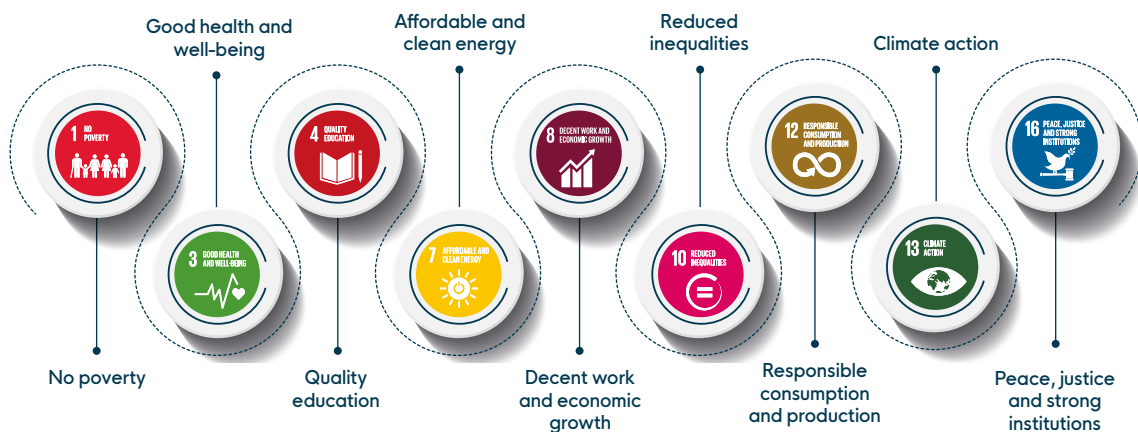 Good health and
well-being
Affordable and
clean energy
Reduced
inequalities
Climate action
1 NO
POVERTY
4 QUALITY
EDUCATION
8 DECENT WORK AND
ECONOMIC GROWTH
12 RESPONSIBLE
CONSUMPTION
AND PRODUCTION
16 PEACE, JUSTICE
AND STRONG
INSTITUTIONS
3 GOOD HEALTH
AND WELL-BEING
7 AFFORDABLE AND
CLEAN ENERGY
10 REDUCED
INEQUALITIES
13 CLIMATE
ACTION
No poverty
Quality
education
Decent work
and economic
growth
Responsible
consumption
and production
Peace, justice
and strong
institutions